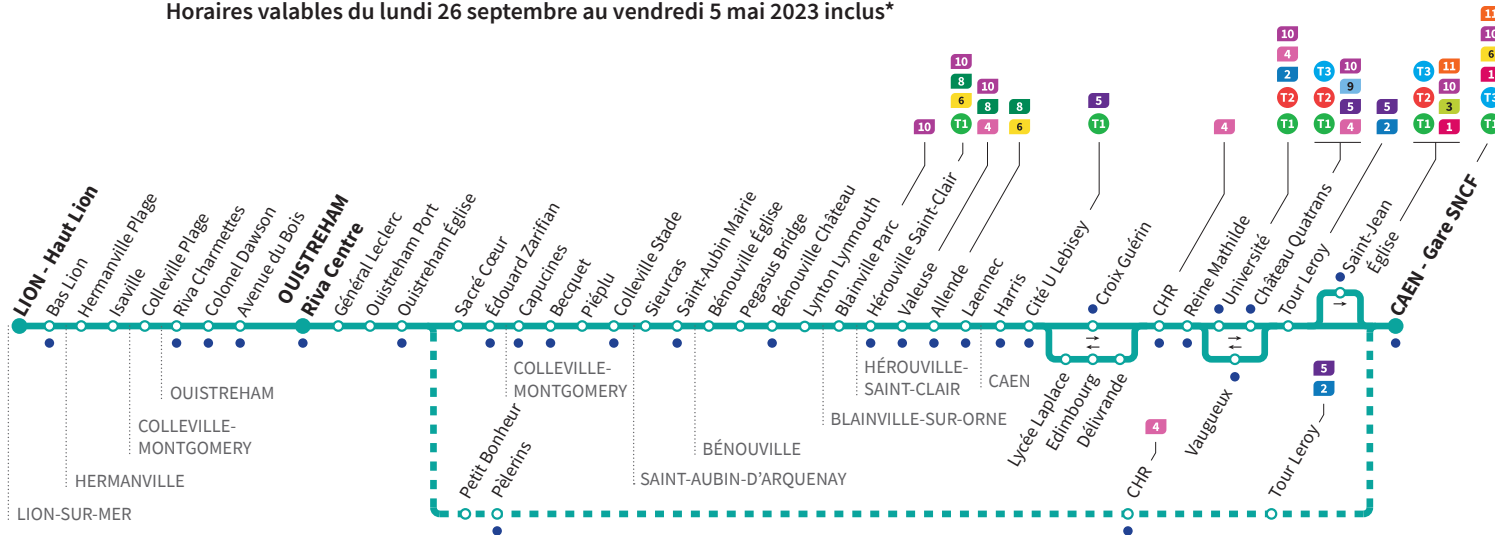 Horaires valables du lundi 26 septembre au vendredi 5 mai 2023 inclus*
LION - Haut Lion
Bas Lion
Hermanville Plage
Isaville
Colleville Plage
Riva Charmettes
Colonel Dawson
Avenue du Bois
OUISTREHAM
Riva Centre
Général Leclerc
Ouistreham Port
Ouistreham Église
Sacré Cœur
Édouard Zarifian
Capucines
Becquet
Piéplu
Colleville Stade
Sieurcas
Saint-Aubin Mairie
Bénouville Église
Pegasus Bridge
Bénouville Château
Lynton Lynmouth
Blainville Parc
10
Hérouville Saint-Clair
10
8
6
T1
Valeuse
10
8
4
Allende
8
6
Laennec
Harris
Cité U Lebisey
Croix Guérin
5
T1
CHR
4
Reine Mathilde
Université
10
4
2
T2
T1
Château Quatrans
T3
T2
T1
10
9
5
4
Tour Leroy
5
2
Saint-Jean
Église
T3
T2
T1
11
10
3
1
CAEN - Gare SNCF
11
10
6
1
T3
T1
→
←
→
←
→
Lycée Laplace
Edimbourg
Délivrande
Vaugueux
Petit Bonheur
Pèlerins
CHR
4
Tour Leroy
5
2
LION-SUR-MER
HERMANVILLE
COLLEVILLE-
MONTGOMERY
OUISTREHAM
COLLEVILLE-
MONTGOMERY
SAINT-AUBIN-D'ARQUENAY
BÉNOUVILLE
BLAINVILLE-SUR-ORNE
HÉROUVILLE-
SAINT-CLAIR
CAEN